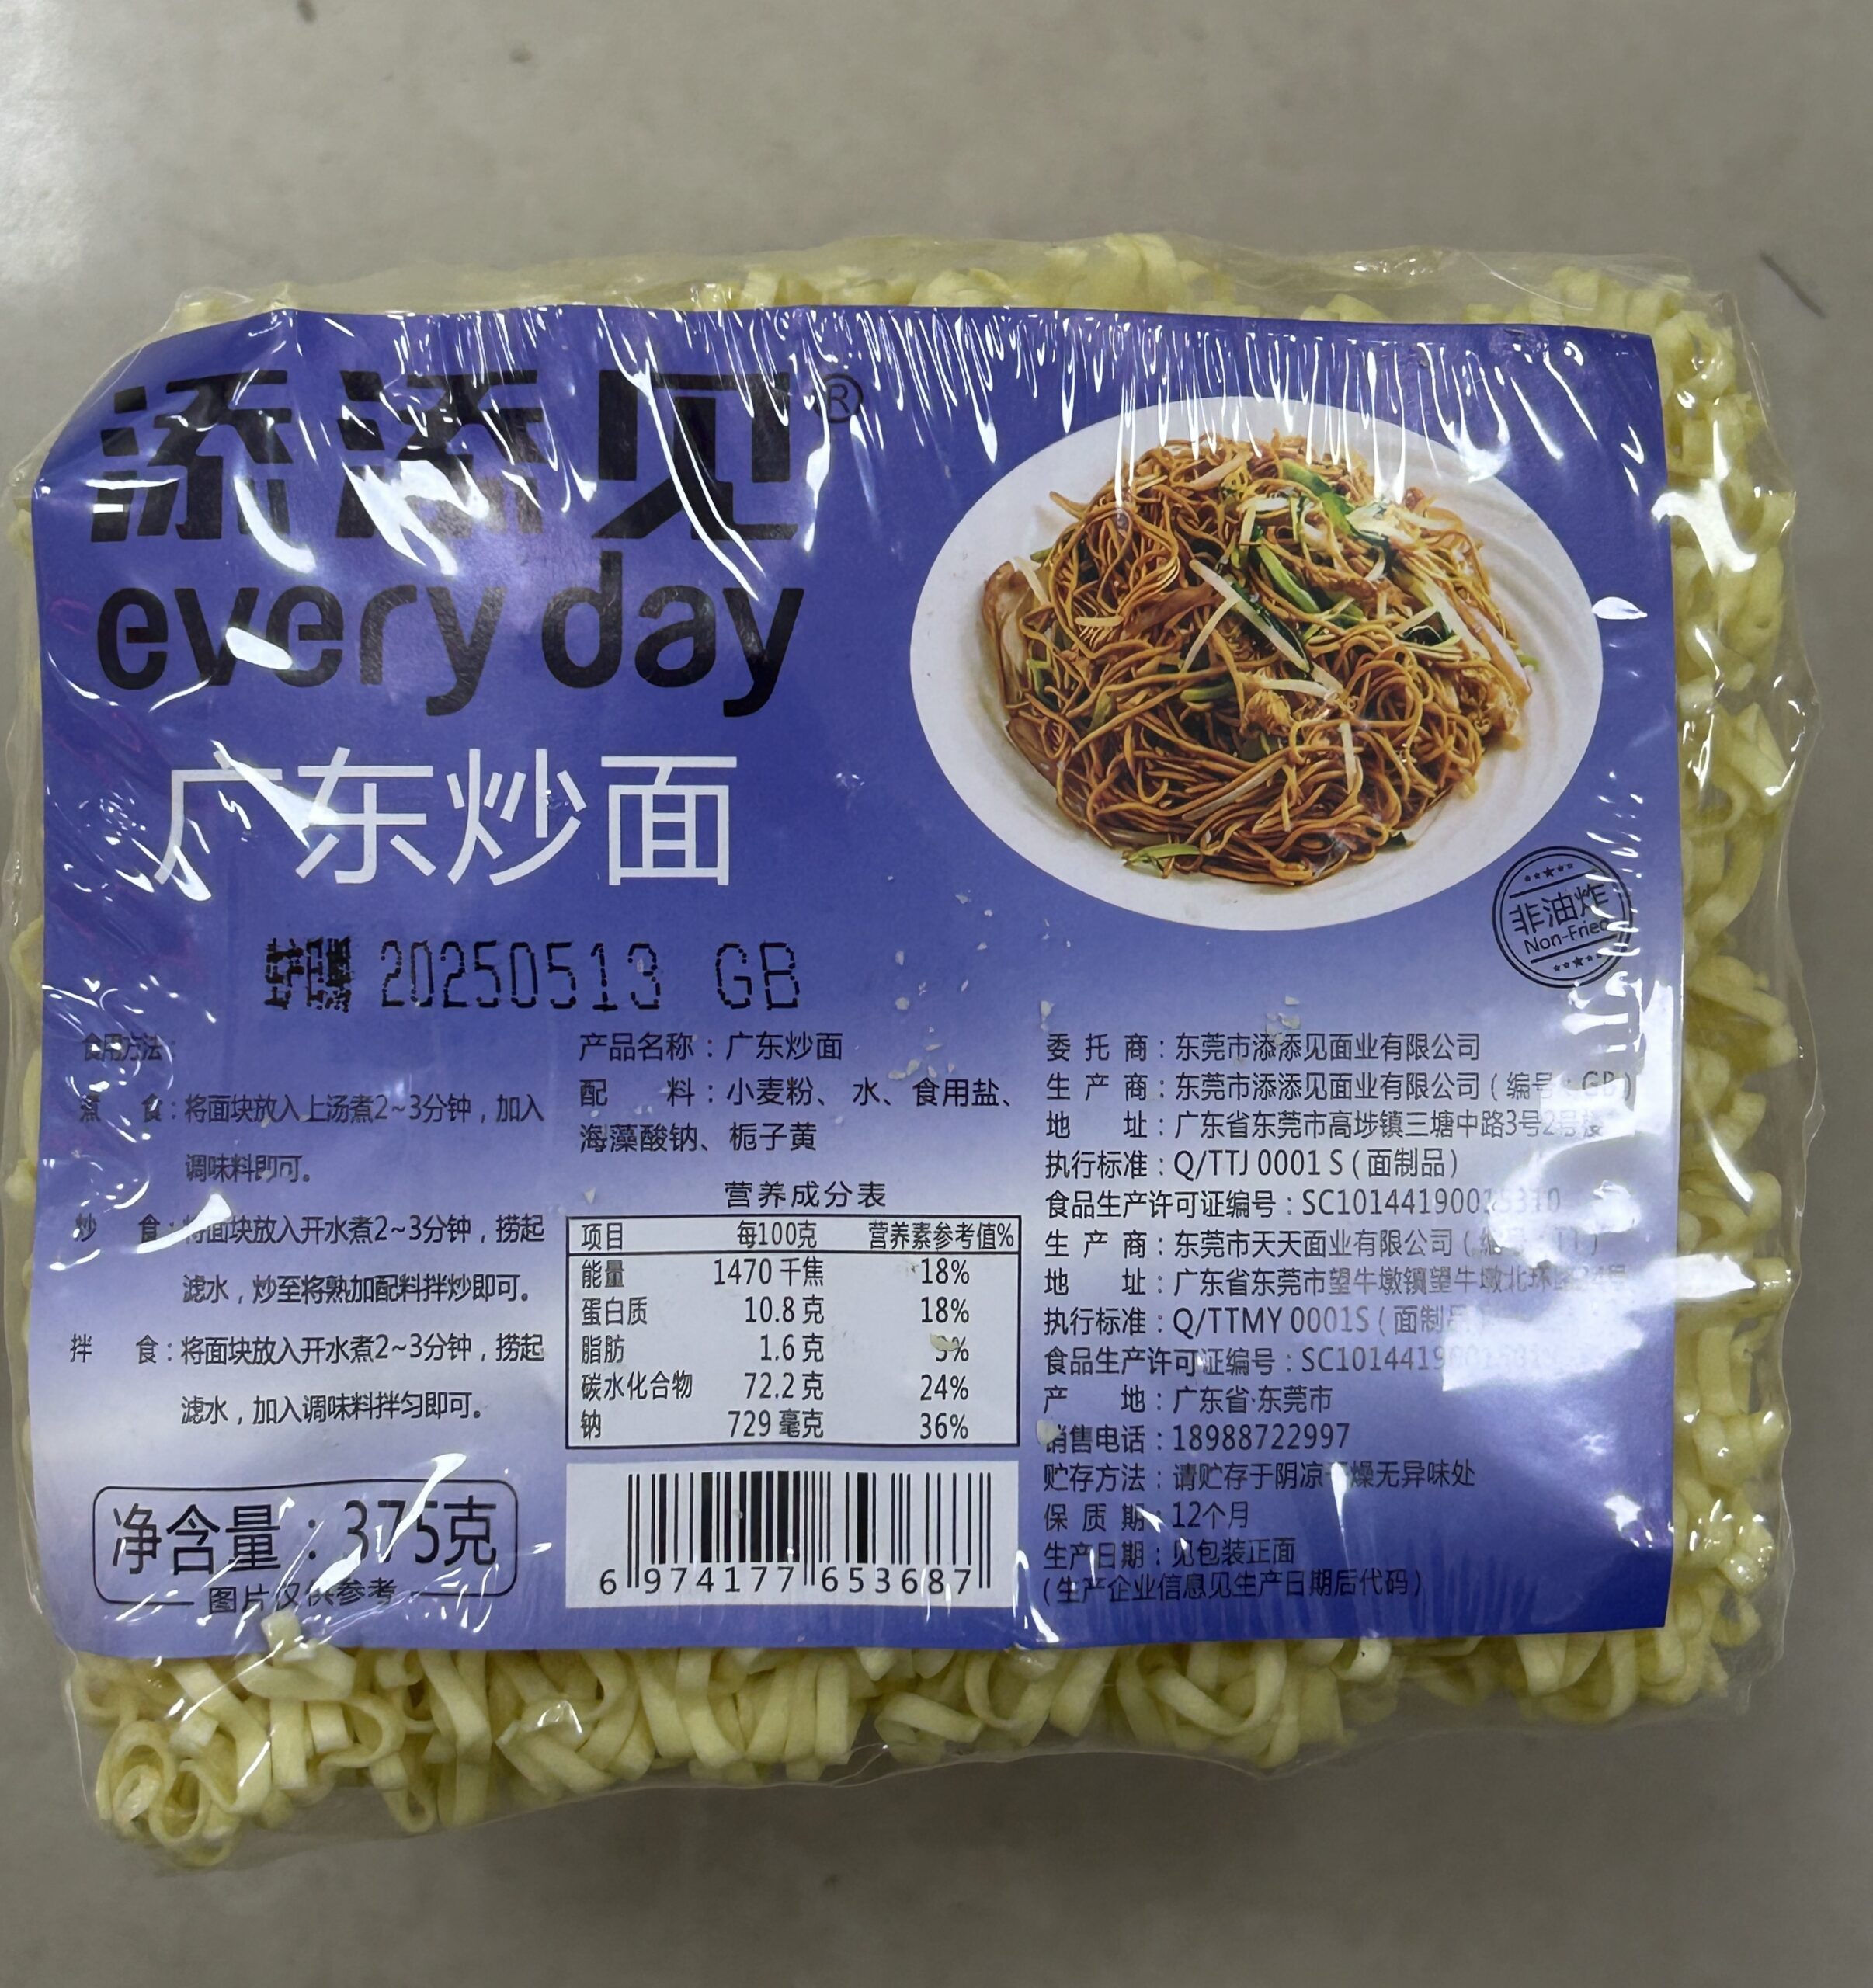 添添见®
every day
广东炒面
非油炸
Non-Fried
20250513 GB
食用方法：
煮 食：将面块放入上汤煮2~3分钟，加入
调味料即可。
炒 食：将面块放入开水煮2~3分钟，捞起
滤水，炒至将熟加配料拌炒即可。
拌 食：将面块放入开水煮2~3分钟，捞起
滤水，加入调味料拌匀即可。
净含量：375克
图片仅供参考
产品名称：广东炒面
配 料：小麦粉、水、食用盐、
海藻酸钠、栀子黄
营养成分表
项目 每100克 营养素参考值%
能量 1470 千焦 18%
蛋白质 10.8 克 18%
脂肪 1.6 克
碳水化合物 72.2 克 24%
钠 729 毫克 36%
6 974177 653687
委 托 商：东莞市添添见面业有限公司
生 产 商：东莞市添添见面业有限公司（编号：GB）
地 址：广东省东莞市高埗镇三塘中路3号2号楼
执行标准：Q/TTJ 0001 S（面制品）
食品生产许可证编号：
生 产 商：东莞市天天面业有限公司
地 址：广东省东莞市望牛墩镇望牛墩北环路
执行标准：Q/TTMY 0001S（面制品
食品生产许可证编号：
产 地：广东省·东莞市
销售电话：18988722997
贮存方法：请贮存于阴凉干燥无异味处
保 质 期：12个月
生产日期：见包装正面
（生产企业信息见生产日期后代码）